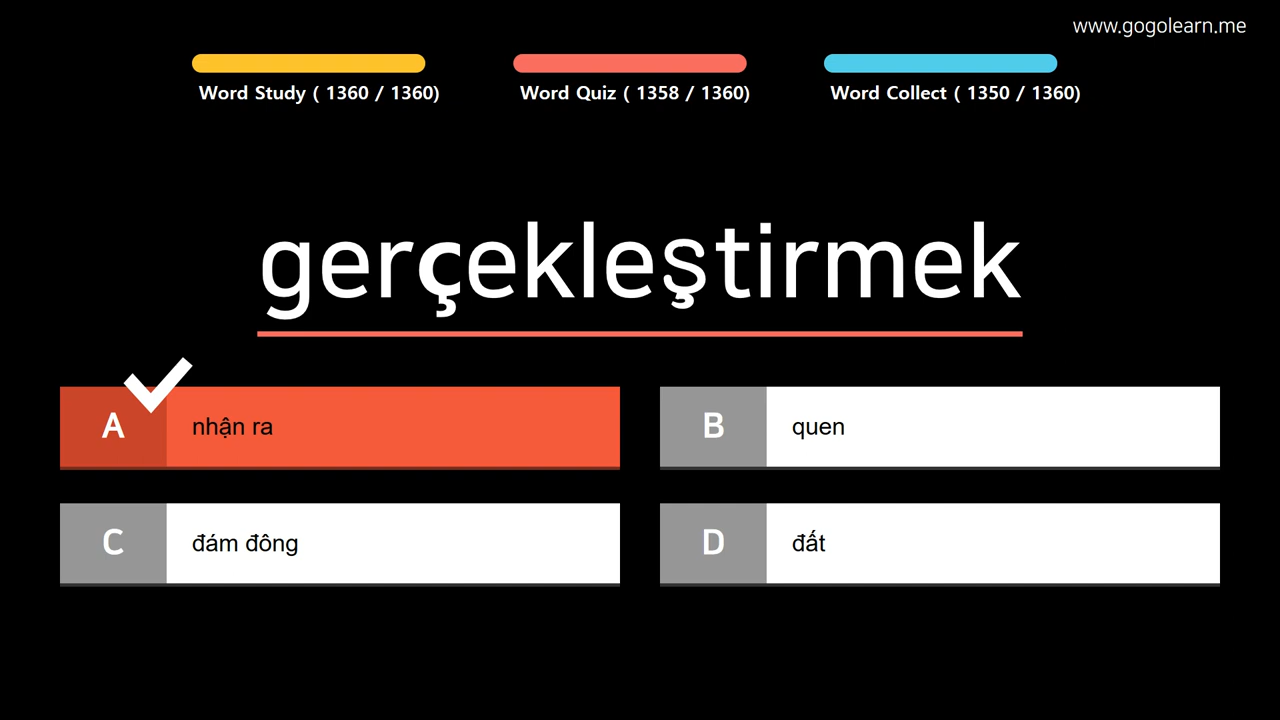 www.gogolearn.me
Word Study ( 1360 / 1360)
Word Quiz ( 1358 / 1360)
Word Collect ( 1350 / 1360)
gerçekleştirmek
A nhận ra
B quen
C đám đông
D đất